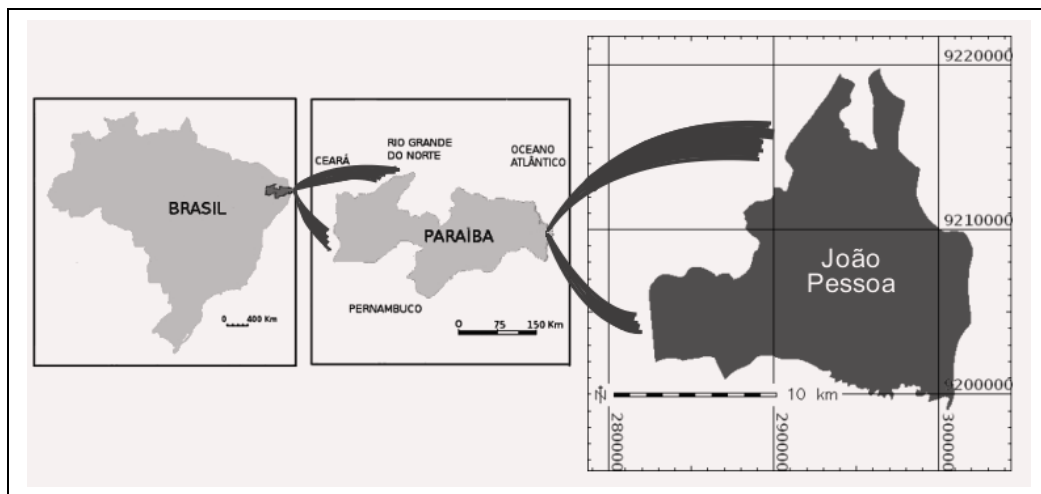 BRASIL
0 400 Km
CEARÁ
RIO GRANDE
DO NORTE
OCEANO
ATLÂNTICO
PARAÌBA
PERNAMBUCO
0 75 150 Km
9220000
9210000
João
Pessoa
9200000
N
10 km
280000
290000
300000